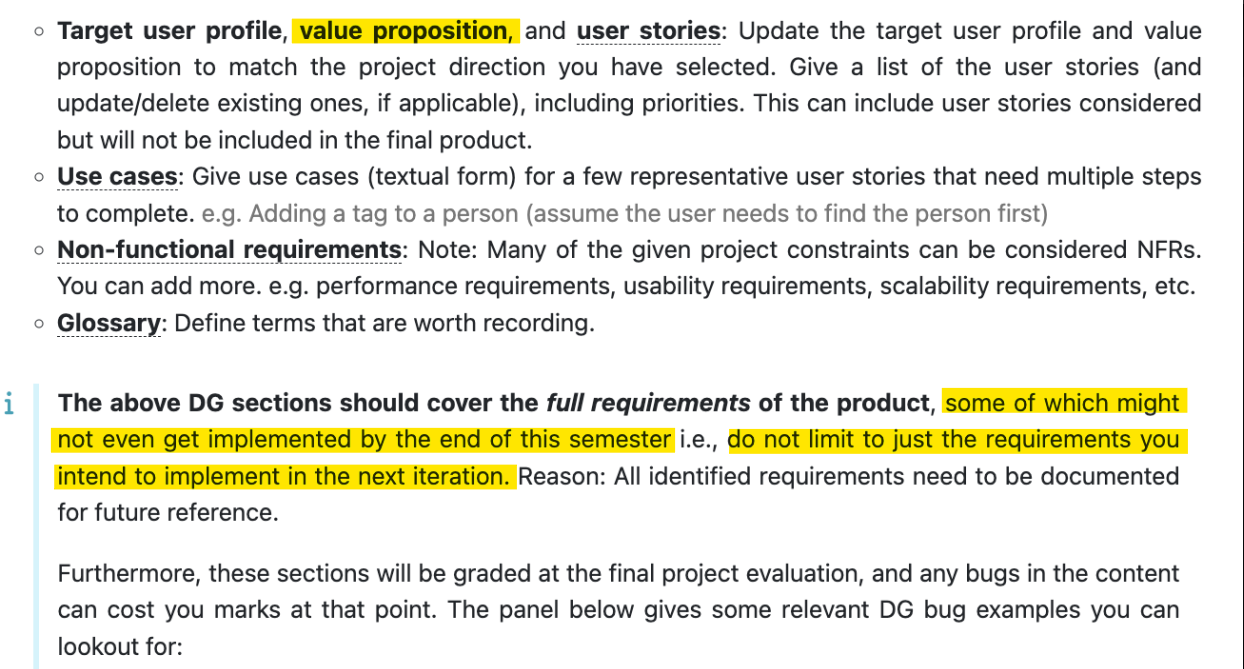 Target user profile, value proposition, and user stories: Update the target user profile and value
proposition to match the project direction you have selected. Give a list of the user stories (and
update/delete existing ones, if applicable), including priorities. This can include user stories considered
but will not be included in the final product.
Use cases: Give use cases (textual form) for a few representative user stories that need multiple steps
to complete. e.g. Adding a tag to a person (assume the user needs to find the person first)
Non-functional requirements: Note: Many of the given project constraints can be considered NFRs.
You can add more. e.g. performance requirements, usability requirements, scalability requirements, etc.
Glossary: Define terms that are worth recording.
The above DG sections should cover the full requirements of the product, some of which might
not even get implemented by the end of this semester i.e., do not limit to just the requirements you
intend to implement in the next iteration. Reason: All identified requirements need to be documented
for future reference.
Furthermore, these sections will be graded at the final project evaluation, and any bugs in the content
can cost you marks at that point. The panel below gives some relevant DG bug examples you can
lookout for: